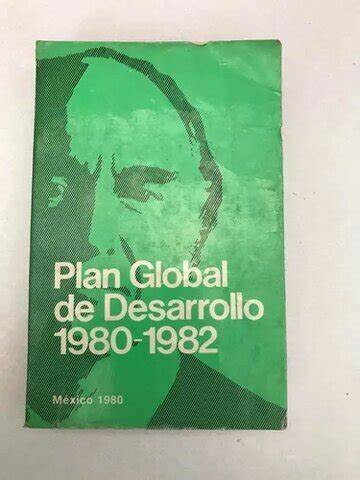 Plan Global
de Desarrollo
1980-1982
México 1980